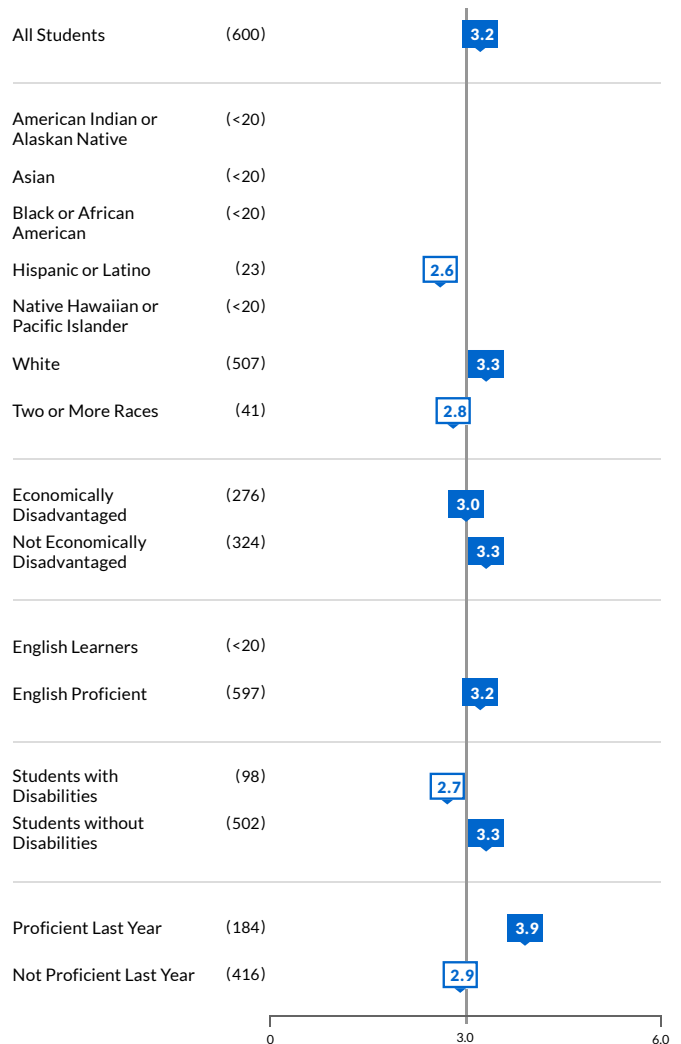 All Students (600) 3.2
American Indian or (<20)
Alaskan Native
Asian (<20)
Black or African (<20)
American
Hispanic or Latino (23) 2.6
Native Hawaiian or (<20)
Pacific Islander
White (507) 3.3
Two or More Races (41) 2.8
Economically (276) 3.0
Disadvantaged
Not Economically (324) 3.3
Disadvantaged
English Learners (<20)
English Proficient (597) 3.2
Students with (98) 2.7
Disabilities
Students without (502) 3.3
Disabilities
Proficient Last Year (184) 3.9
Not Proficient Last Year (416) 2.9
0 3.0 6.0